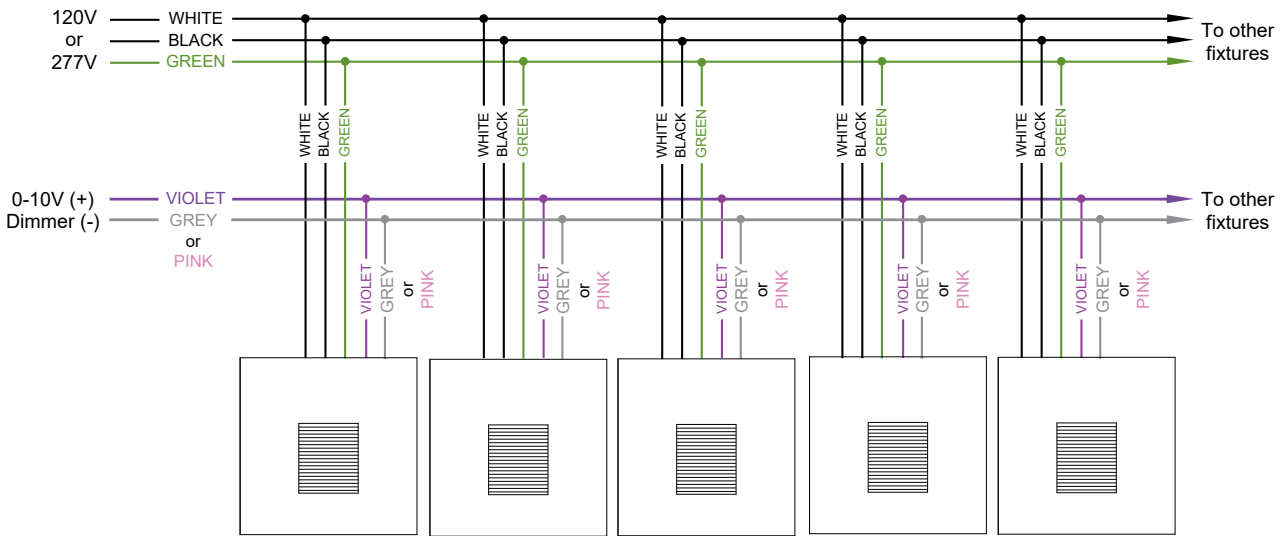 120V WHITE
or BLACK
277V GREEN
To other
fixtures
WHITE BLACK GREEN WHITE BLACK GREEN WHITE BLACK GREEN WHITE BLACK GREEN WHITE BLACK GREEN
0-10V (+) VIOLET
Dimmer (-) GREY
or
PINK
To other
fixtures
VIOLET GREY or PINK VIOLET GREY or PINK VIOLET GREY or PINK VIOLET GREY or PINK VIOLET GREY or PINK